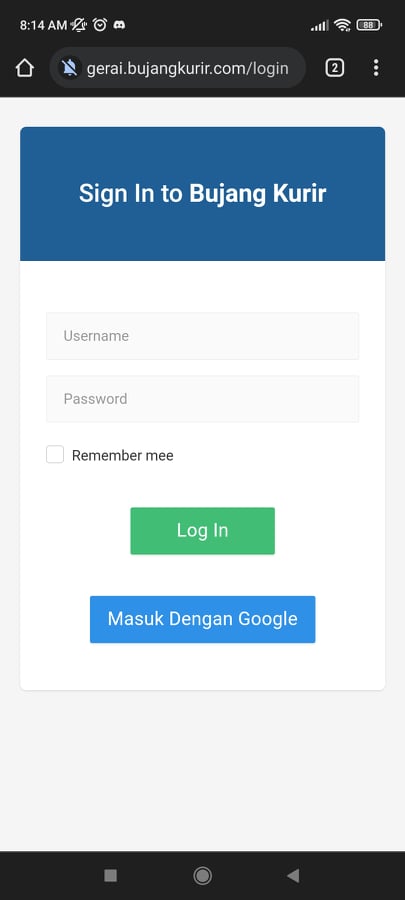 8:14 AM
88
gerai.bujangkurir.com/login
2
Sign In to Bujang Kurir
Username
Password
Remember mee
Log In
Masuk Dengan Google